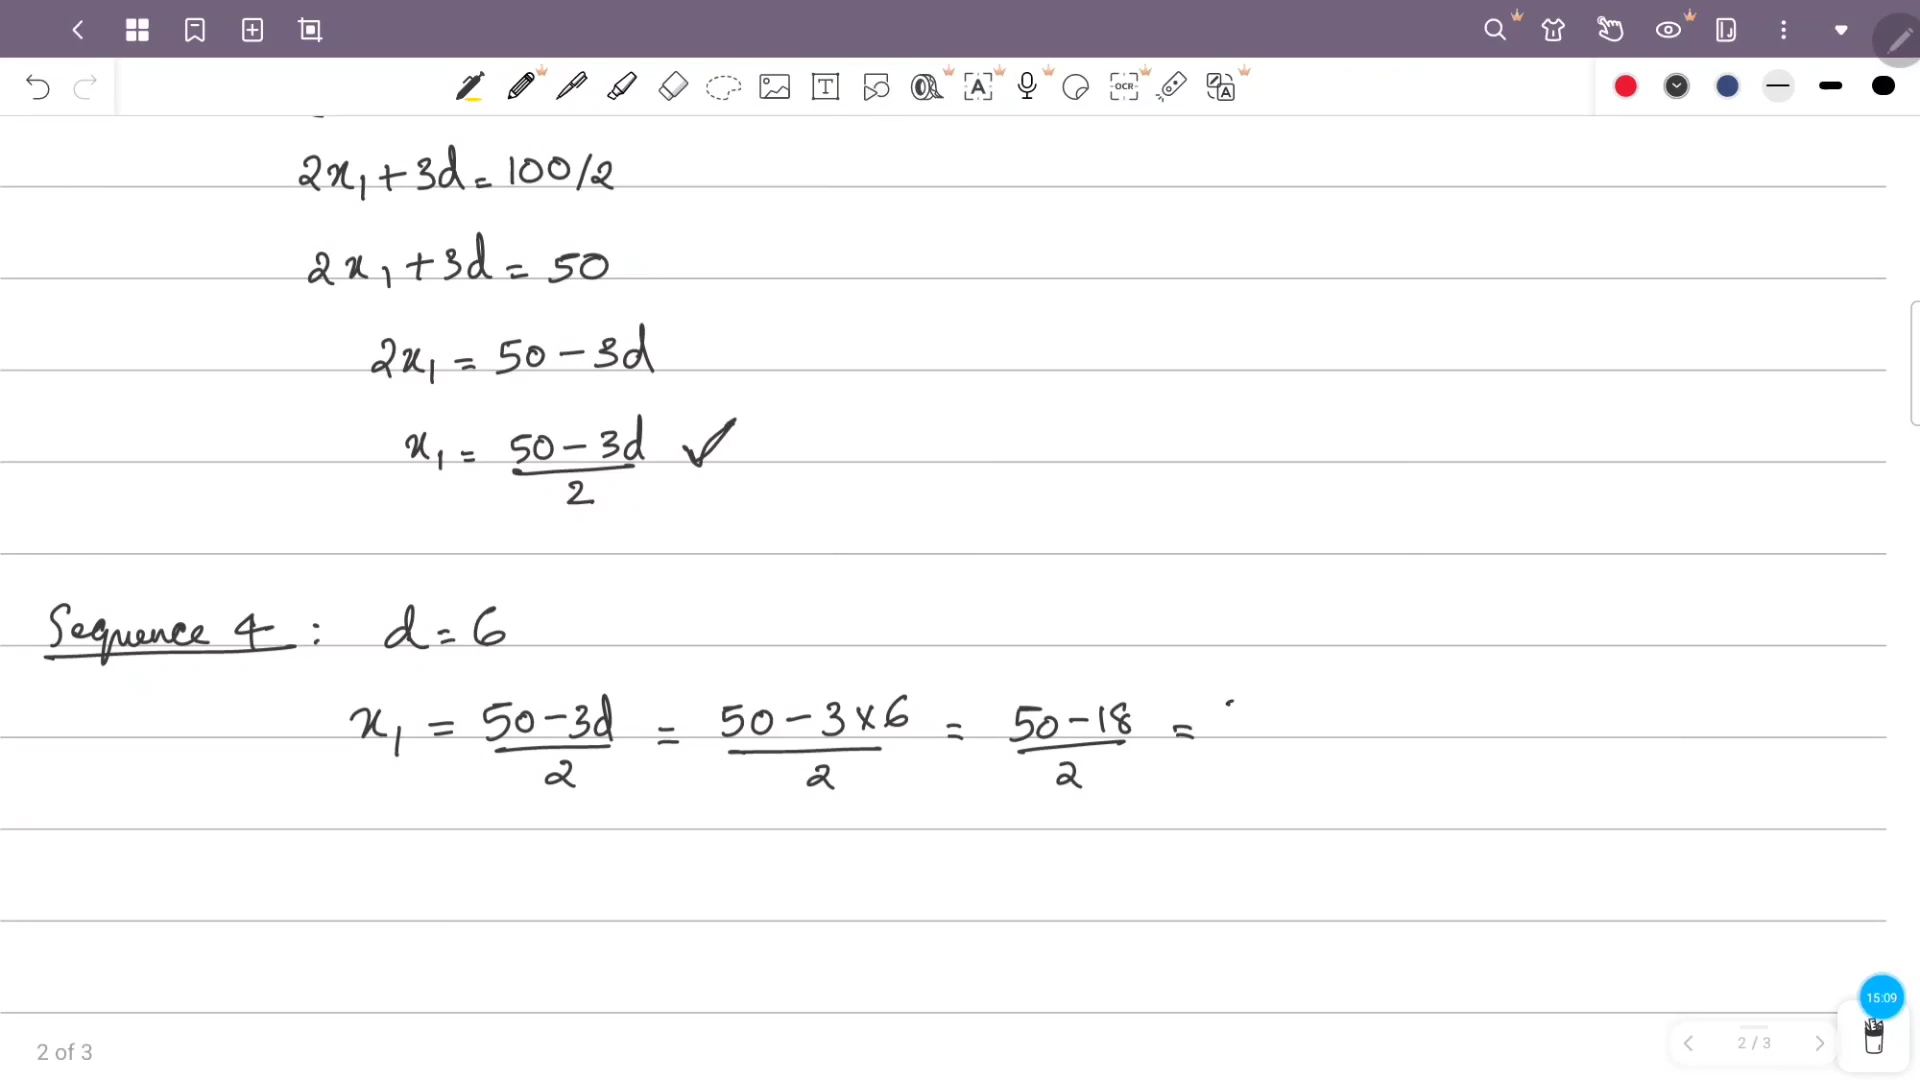 OCR
2x₁ + 3d = 100/2
2x₁ + 3d = 50
2x₁ = 50 - 3d
x₁ = (50 - 3d)/2 ✓
Sequence 4 : d = 6
x₁ = (50 - 3d)/2 = (50 - 3 × 6)/2 = (50 - 18)/2 =
15:09
2 of 3
2 / 3